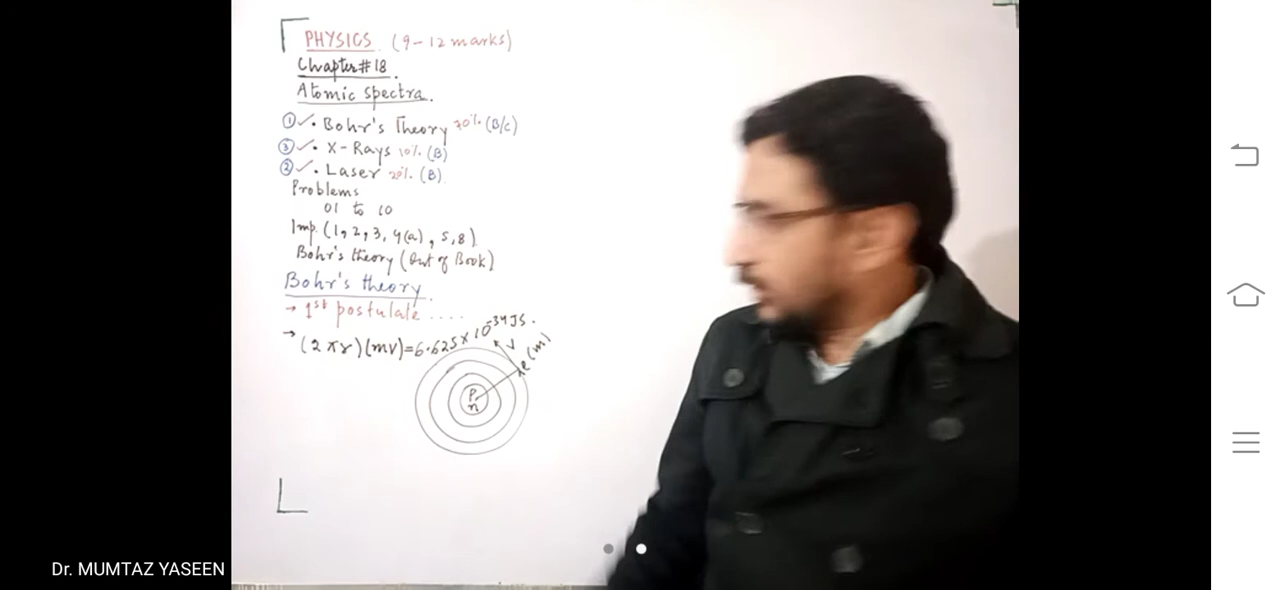 PHYSICS. (9-12 marks)
Chapter#18.
Atomic spectra.
① ✓. Bohr's Theory 70% (B/C)
③ ✓. X-Rays 10% (B)
② ✓. Laser 20% (B)
Problems
01 to 10
Imp. (1, 2, 3, 4(a), 5, 8)
Bohr's theory (Out of Book)
Bohr's theory.
→ 1st postulate ....
→ (2πr)(mv)=6.625×10^-34 JS.
v
e(m)
P
n
Dr. MUMTAZ YASEEN